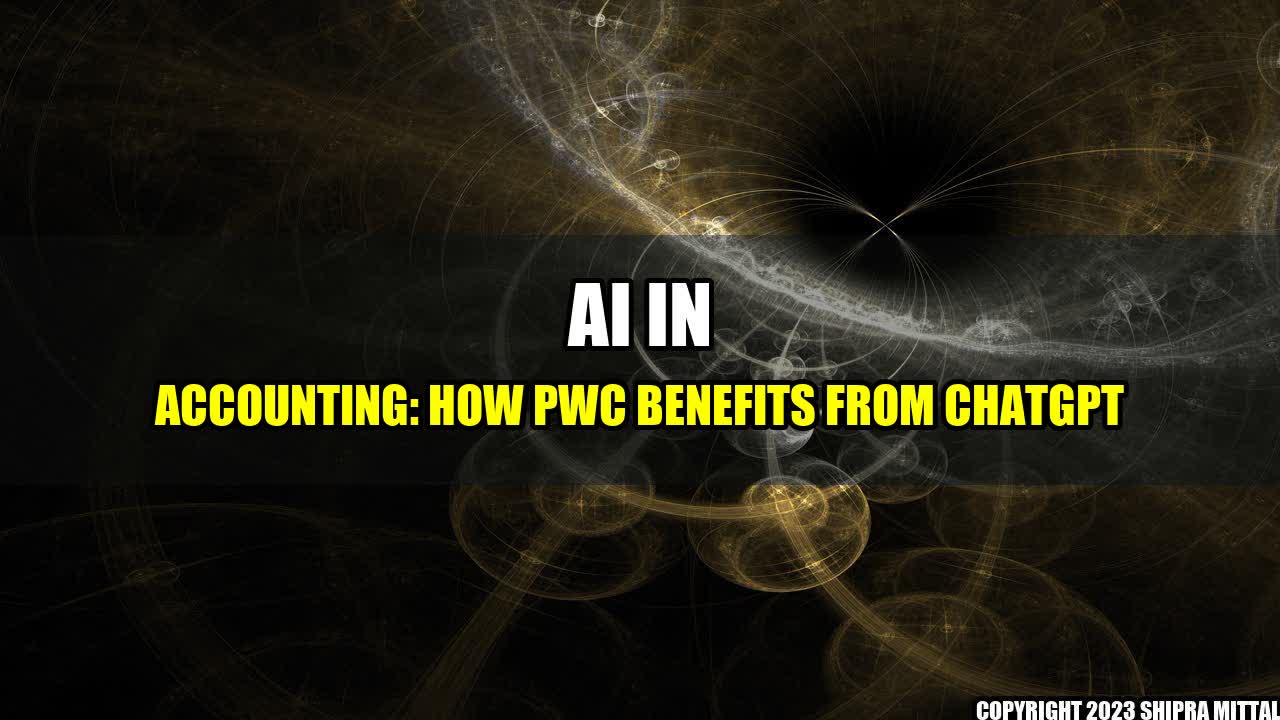 AI IN
ACCOUNTING: HOW PWC BENEFITS FROM CHATGPT
COPYRIGHT 2023 SHIPRA MITTAL